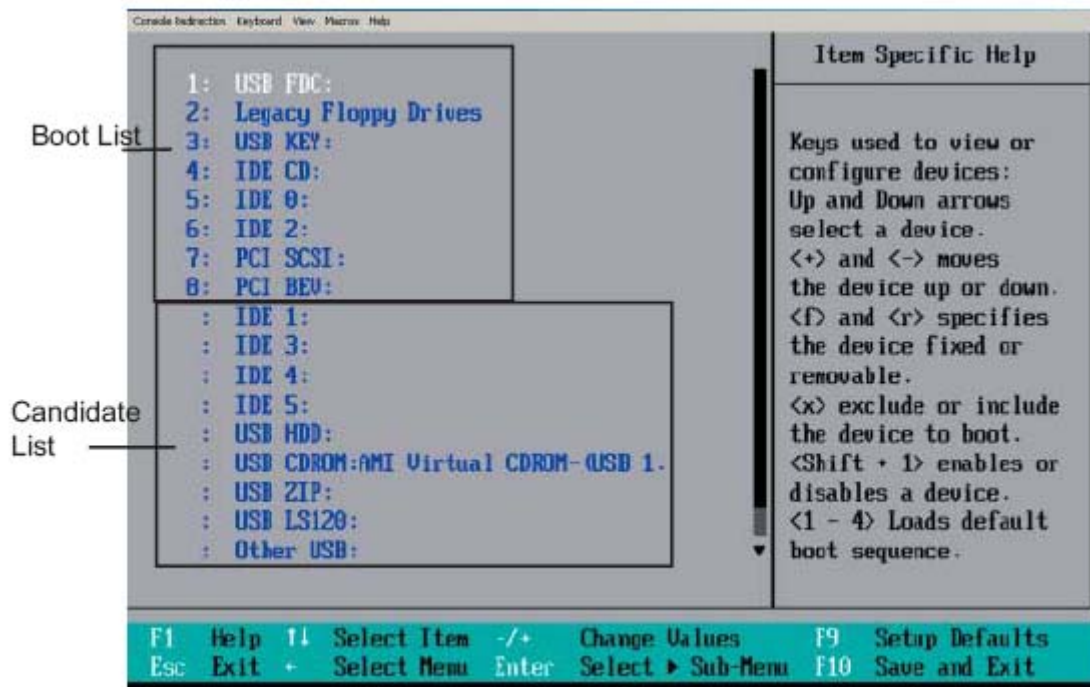 Console Redirection Keyboard View Macros Help
Boot List
1: USB FDC:
2: Legacy Floppy Drives
3: USB KEY:
4: IDE CD:
5: IDE 0:
6: IDE 2:
7: PCI SCSI:
8: PCI BEV:
Candidate
List
: IDE 1:
: IDE 3:
: IDE 4:
: IDE 5:
: USB HDD:
: USB CDROM:AMI Virtual CDROM-(USB 1.
: USB ZIP:
: USB LS120:
: Other USB:
Item Specific Help
Keys used to view or
configure devices:
Up and Down arrows
select a device.
<+> and <-> moves
the device up or down.
<f> and <r> specifies
the device fixed or
removable.
<x> exclude or include
the device to boot.
<Shift + 1> enables or
disables a device.
<1 - 4> Loads default
boot sequence.
F1 Help ↑↓ Select Item -/+ Change Values F9 Setup Defaults
Esc Exit ← Select Menu Enter Select ▶ Sub-Menu F10 Save and Exit